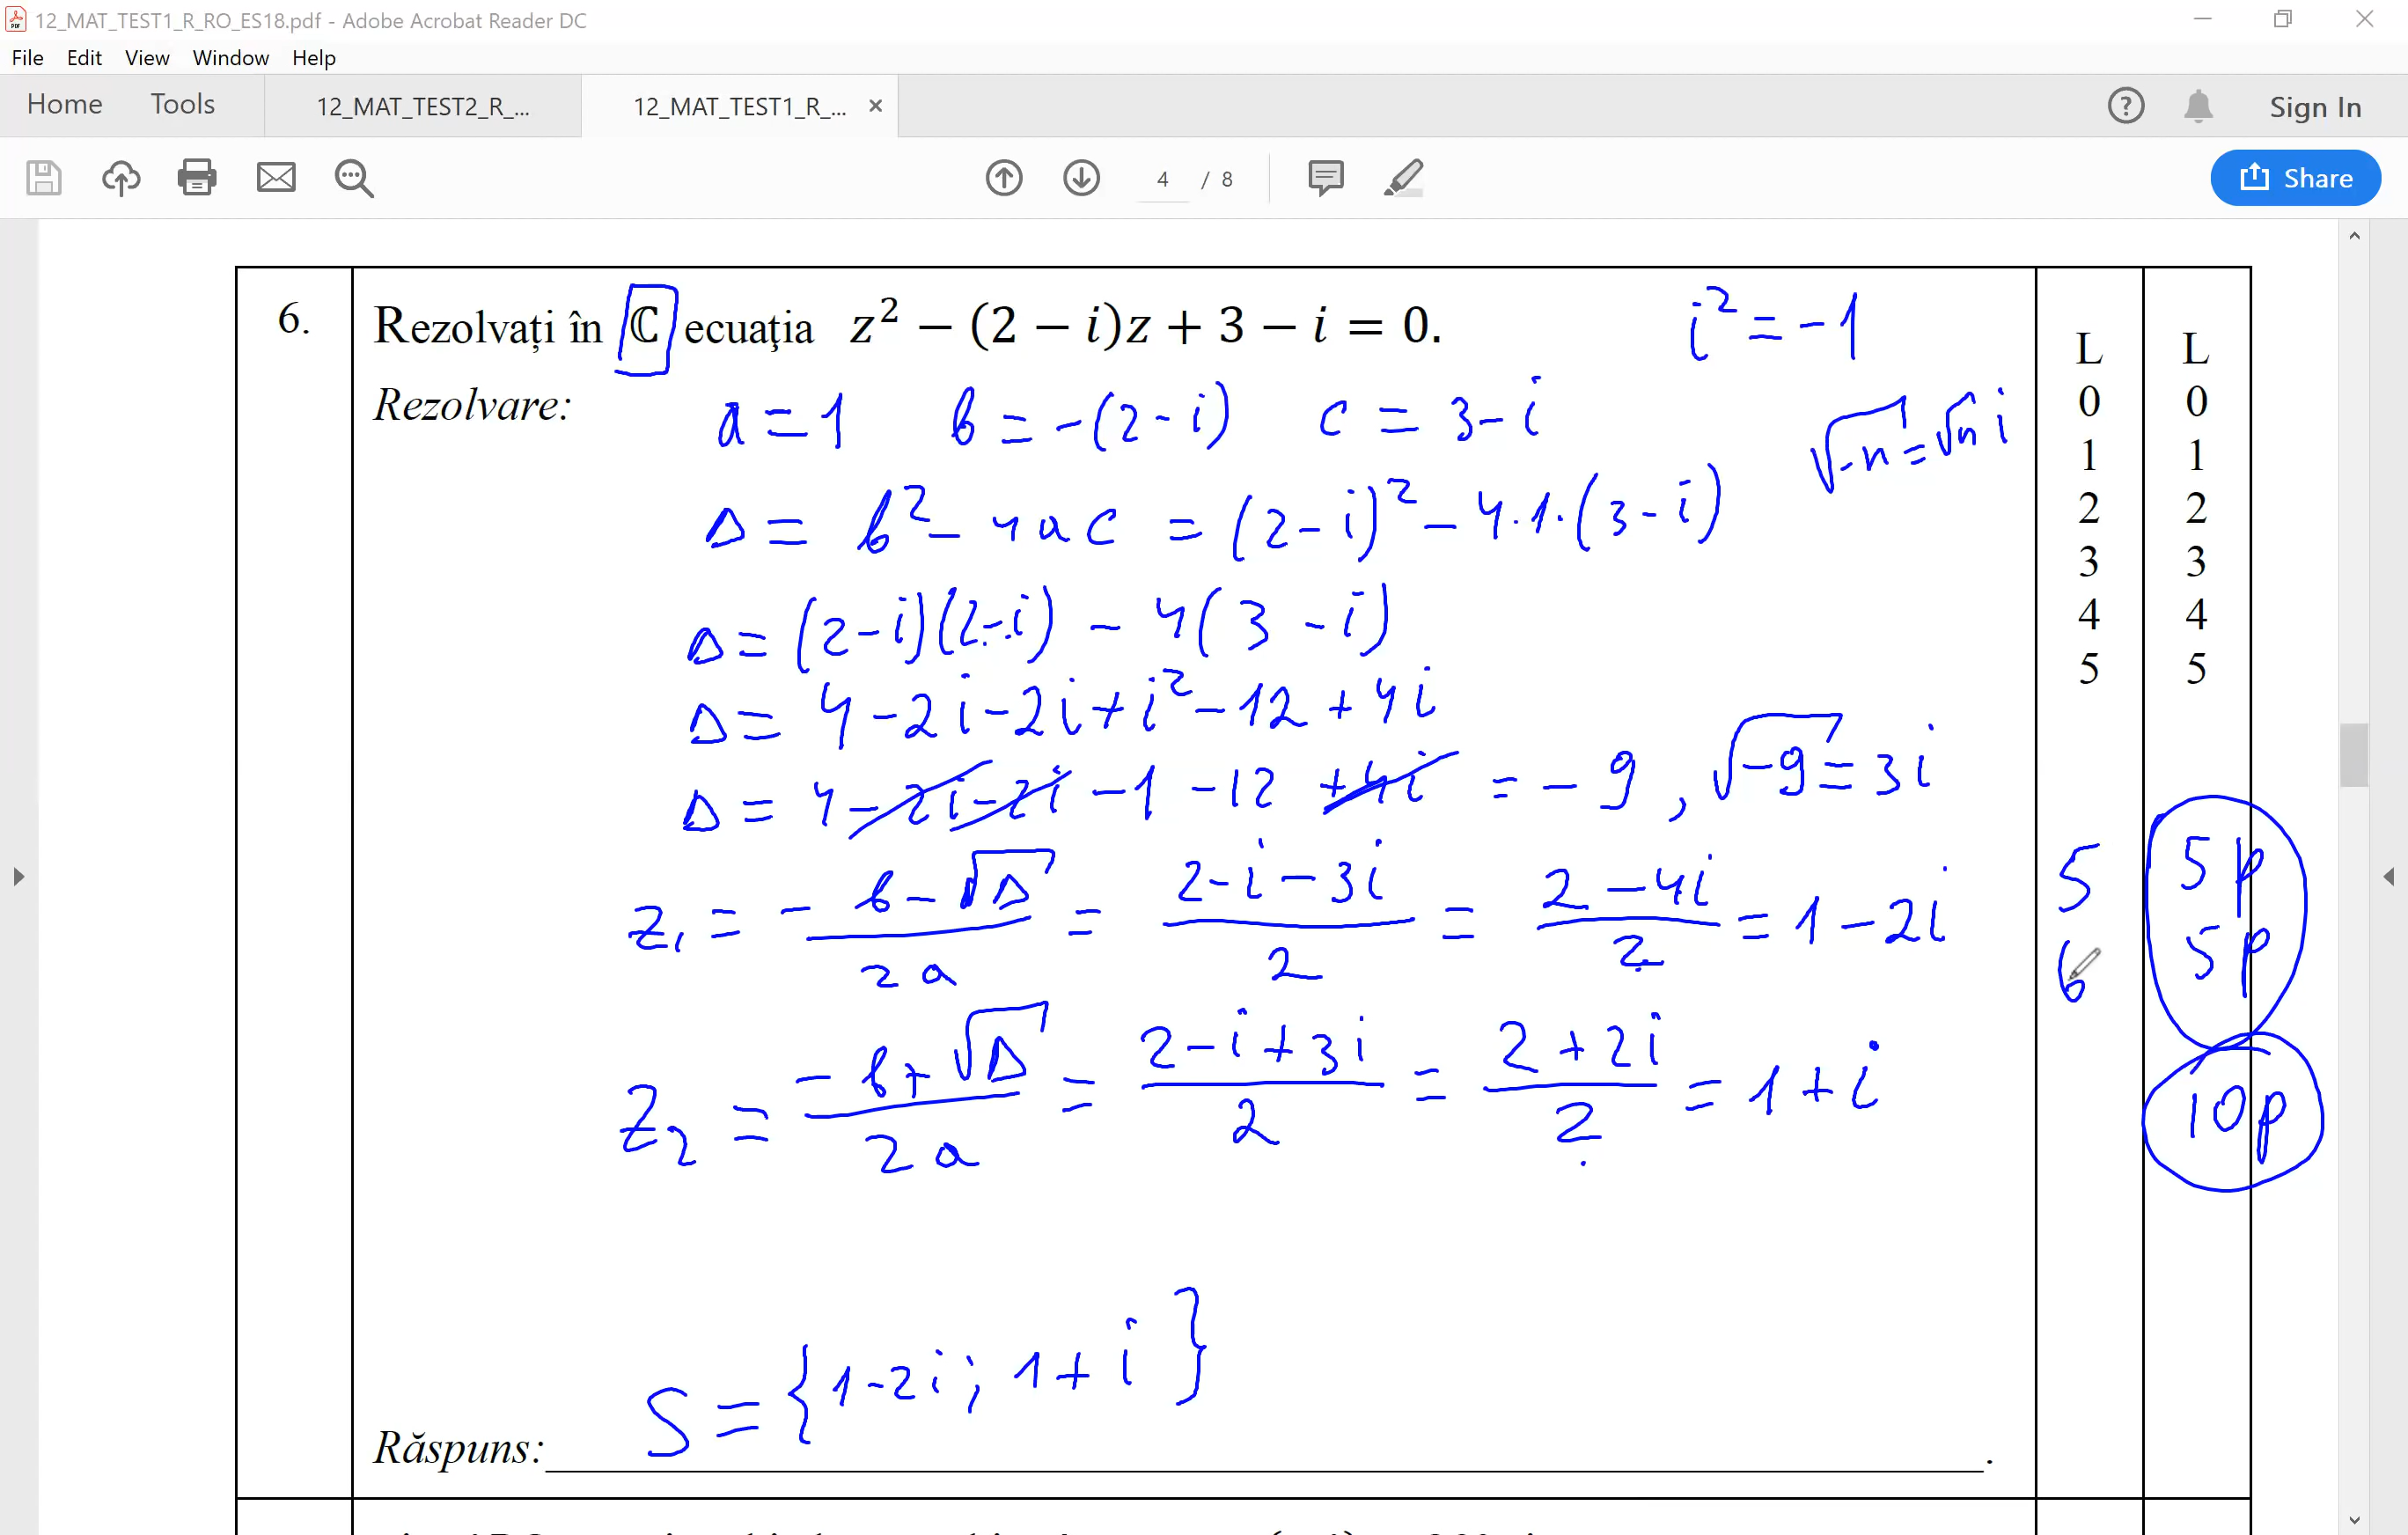 12_MAT_TEST1_R_RO_ES18.pdf - Adobe Acrobat Reader DC
File Edit View Window Help
Home Tools 12_MAT_TEST2_R_... 12_MAT_TEST1_R_... × ? Sign In
4 / 8 Share
6. Rezolvați în ℂ ecuaţia z² − (2 − i)z + 3 − i = 0. i² = -1
Rezolvare: a = 1 b = -(2-i) c = 3-i √-n = √n i
Δ = b² - 4ac = (2-i)² - 4·1·(3-i)
Δ = (2-i)(2-i) - 4(3-i)
Δ = 4 - 2i - 2i + i² - 12 + 4i
Δ = 4 - 2i - 2i - 1 - 12 + 4i = -9, √-9 = 3i
z₁ = (-b-√Δ)/2a = (2-i-3i)/2 = (2-4i)/2 = 1-2i
z₂ = (-b+√Δ)/2a = (2-i+3i)/2 = (2+2i)/2 = 1+i
S = {1-2i; 1+i}
Răspuns: .
L L
0 0
1 1
2 2
3 3
4 4
5 5
5 5p
6 5p
10p